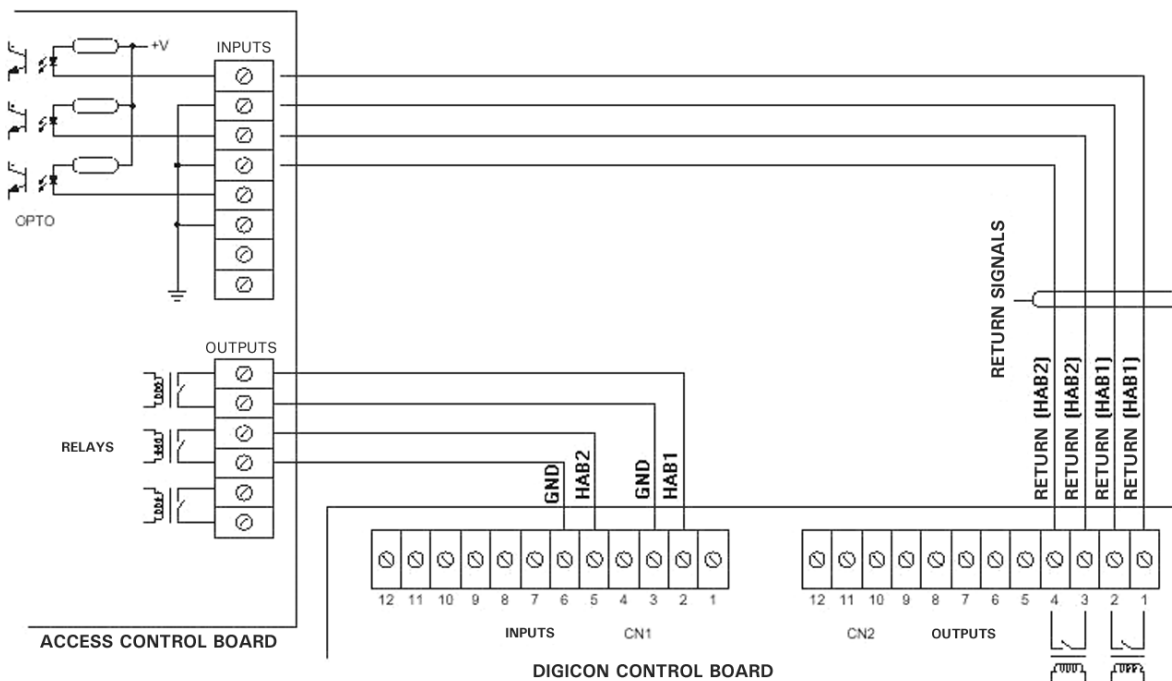 +V
INPUTS
OPTO
OUTPUTS
RELAYS
ACCESS CONTROL BOARD
GND
HAB2
GND
HAB1
RETURN SIGNALS
RETURN (HAB2)
RETURN (HAB2)
RETURN (HAB1)
RETURN (HAB1)
12 11 10 9 8 7 6 5 4 3 2 1
INPUTS CN1
12 11 10 9 8 7 6 5 4 3 2 1
CN2 OUTPUTS
DIGICON CONTROL BOARD